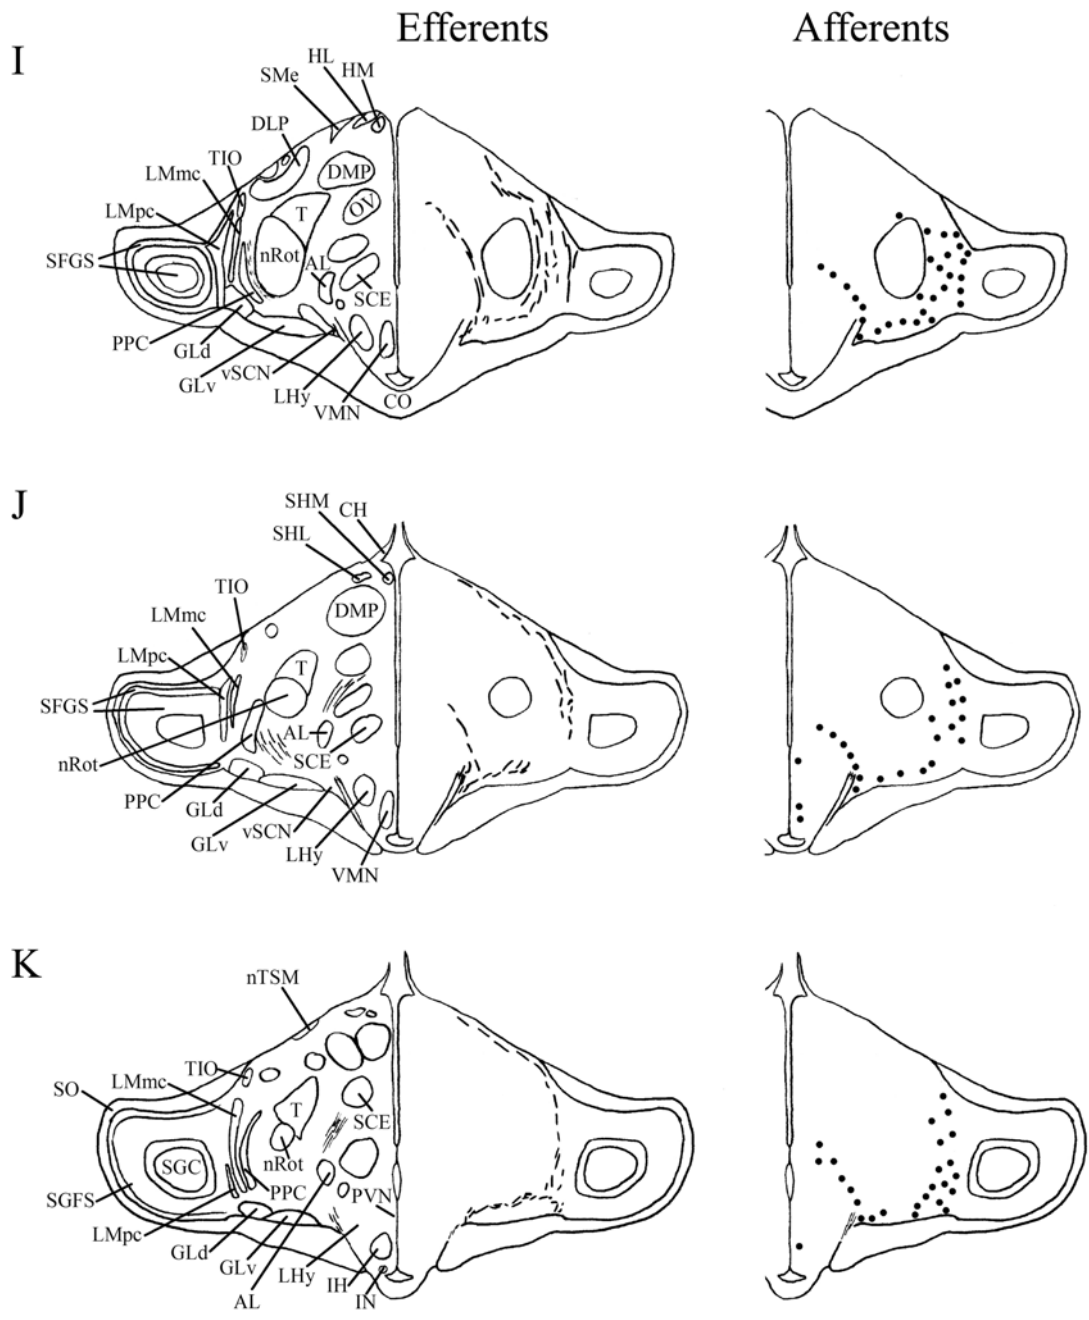 Efferents
Afferents
I
HL
HM
SMe
DLP
TIO
DMP
LMmc
LMpc
T
OV
SFGS
nRot
AL
SCE
PPC
GLd
vSCN
GLv
LHy
VMN
CO
J
SHM
CH
SHL
TIO
DMP
LMmc
LMpc
T
SFGS
AL
SCE
nRot
PPC
GLd
vSCN
GLv
LHy
VMN
K
nTSM
TIO
LMmc
SO
T
SCE
SGC
nRot
SGFS
PPC
PVN
LMpc
GLd
GLv
LHy
IH
AL
IN